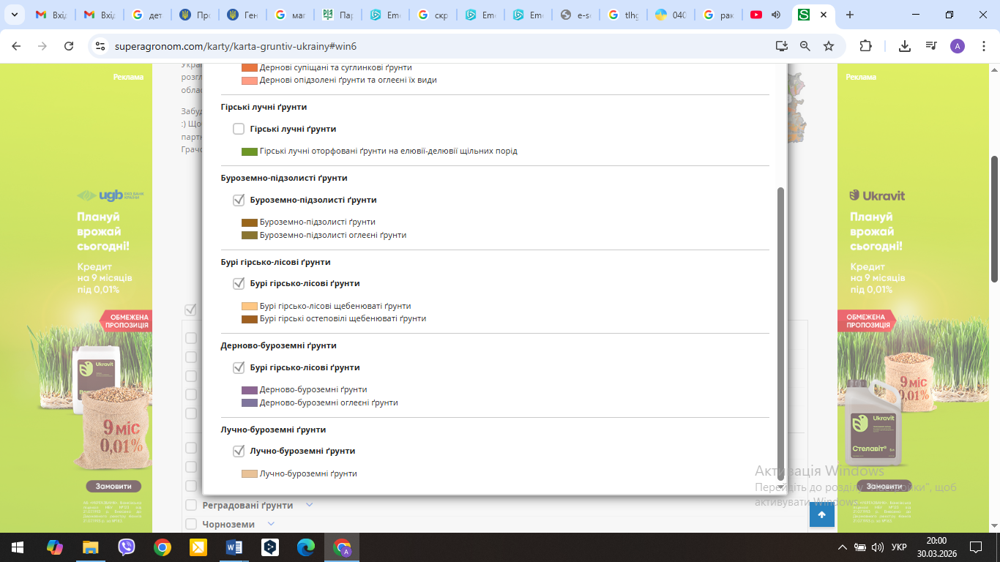 Вхід
Вхід
дет
Про
Ген
маг
Пар
Eme
скр
Eme
Eme
e-se
tlhg
040
рак
superagronom.com/karty/karta-gruntiv-ukrainy#win6
A
Реклама
Реклама
Украї
розгл
облас
Забуд
:) Що
партн
Грачо
Дернові супіщані та суглинкові ґрунти
Дернові опідзолені ґрунти та оглеєні їх види
Гірські лучні ґрунти
Гірські лучні ґрунти
Гірські лучні оторфовані ґрунти на елювії-делювії щільних порід
Буроземно-підзолисті ґрунти
Буроземно-підзолисті ґрунти
Буроземно-підзолисті ґрунти
Буроземно-підзолисті оглеєні ґрунти
Бурі гірсько-лісові ґрунти
Бурі гірсько-лісові ґрунти
Бурі гірсько-лісові щебенюваті ґрунти
Бурі гірські остеповілі щебенюваті ґрунти
Дерново-буроземні ґрунти
Бурі гірсько-лісові ґрунти
Дерново-буроземні ґрунти
Дерново-буроземні оглеєні ґрунти
Лучно-буроземні ґрунти
Лучно-буроземні ґрунти
Лучно-буроземні ґрунти
Реградовані ґрунти
Чорноземи
ugb
Плануй
врожай
сьогодні!
Кредит
на 9 місяців
під 0,01%
ОБМЕЖЕНА
ПРОПОЗИЦІЯ
Ukravit
9 міс
0,01%
Замовити
Ukravit
Плануй
врожай
сьогодні!
Кредит
на 9 місяців
під 0,01%
ОБМЕЖЕНА
ПРОПОЗИЦІЯ
9 міс
0,01%
Ukravit
Стелавіт
Замовити
Активація Windows
Перейдіть до розділу "Настройки", щоб
активувати Windows.
УКР
20:00
30.03.2026